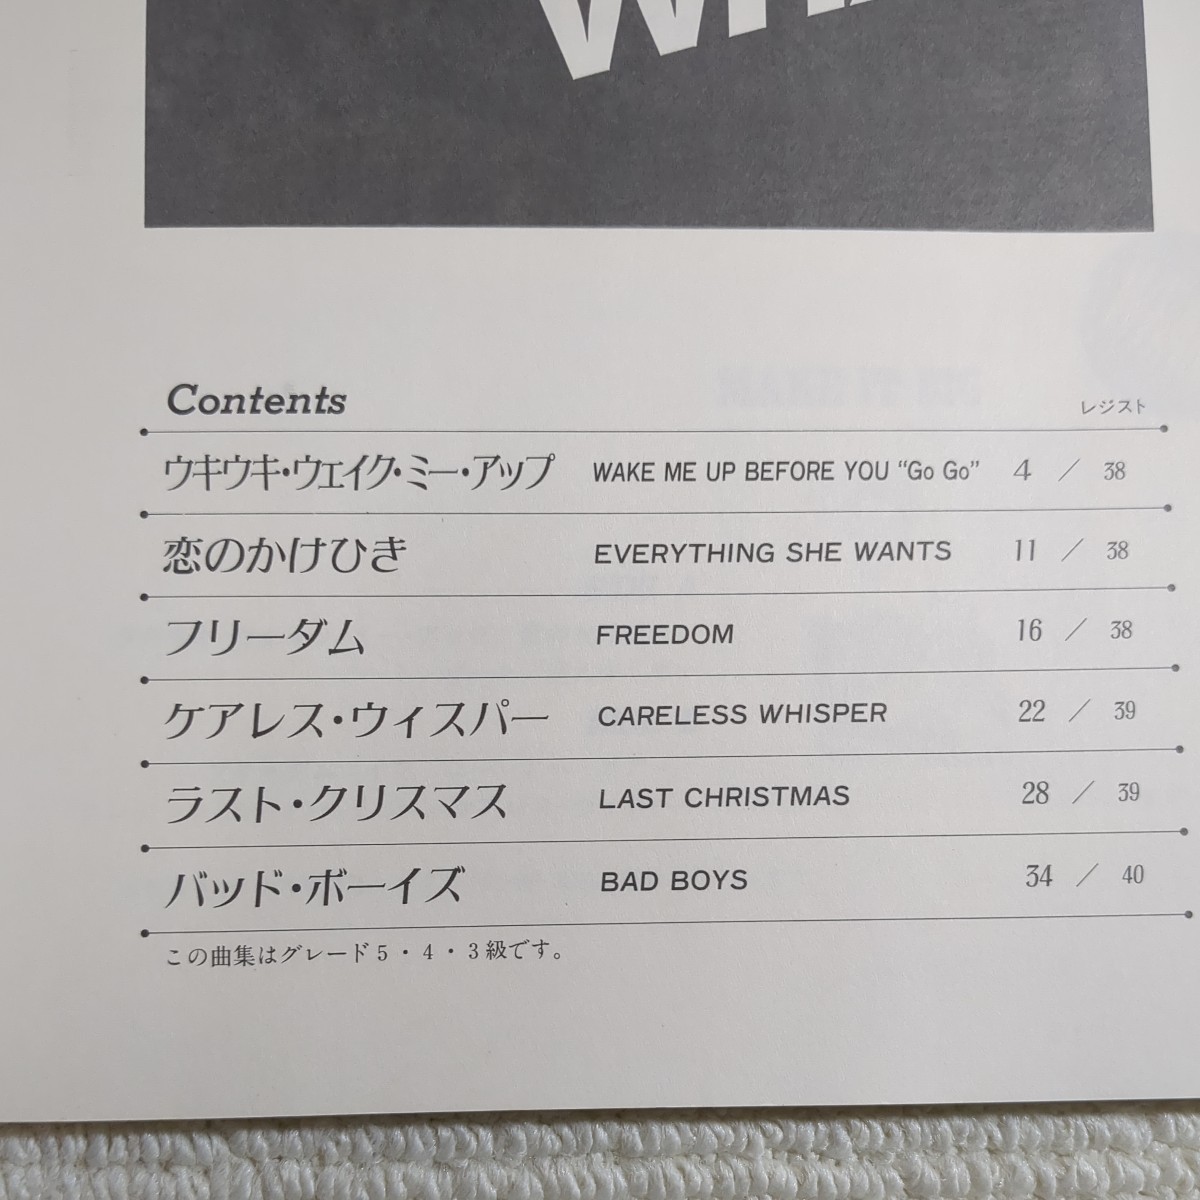 Contents
レジスト
ウキウキ・ウェイク・ミー・アップ WAKE ME UP BEFORE YOU “Go Go” 4 ／ 38
恋のかけひき EVERYTHING SHE WANTS 11 ／ 38
フリーダム FREEDOM 16 ／ 38
ケアレス・ウィスパー CARELESS WHISPER 22 ／ 39
ラスト・クリスマス LAST CHRISTMAS 28 ／ 39
バッド・ボーイズ BAD BOYS 34 ／ 40
この曲集はグレード5・4・3級です。